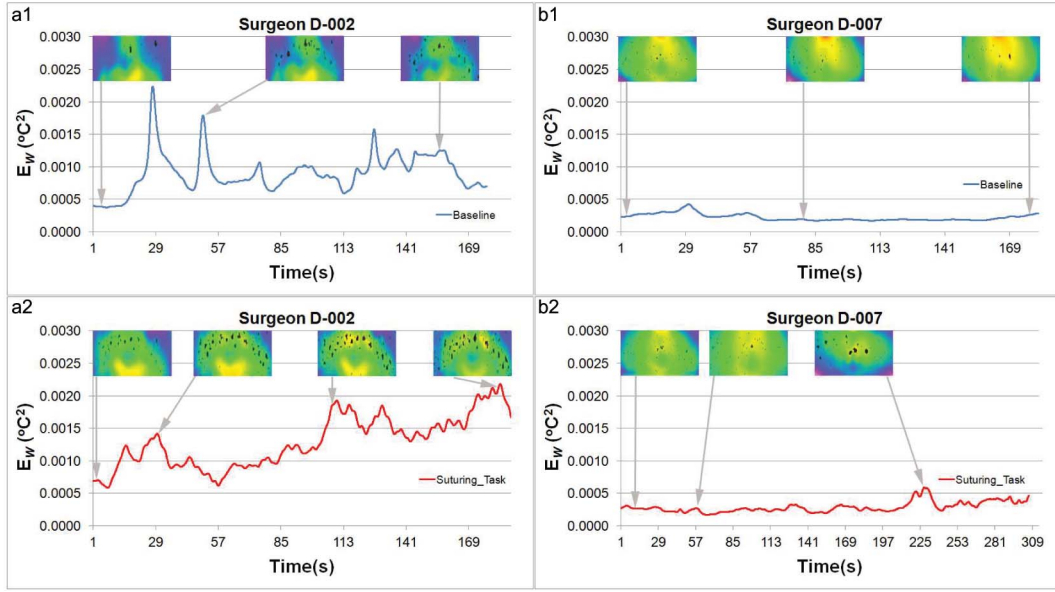 a1
Surgeon D-002
0.0030
0.0025
0.0020
0.0015
0.0010
0.0005
0.0000
E_W (°C²)
Baseline
1 29 57 85 113 141 169
Time(s)
b1
Surgeon D-007
0.0030
0.0025
0.0020
0.0015
0.0010
0.0005
0.0000
E_W (°C²)
Baseline
1 29 57 85 113 141 169
Time(s)
a2
Surgeon D-002
0.0030
0.0025
0.0020
0.0015
0.0010
0.0005
0.0000
E_W (°C²)
Suturing_Task
1 29 57 85 113 141 169
Time(s)
b2
Surgeon D-007
0.0030
0.0025
0.0020
0.0015
0.0010
0.0005
0.0000
E_W (°C²)
Suturing_Task
1 29 57 85 113 141 169 197 225 253 281 309
Time(s)